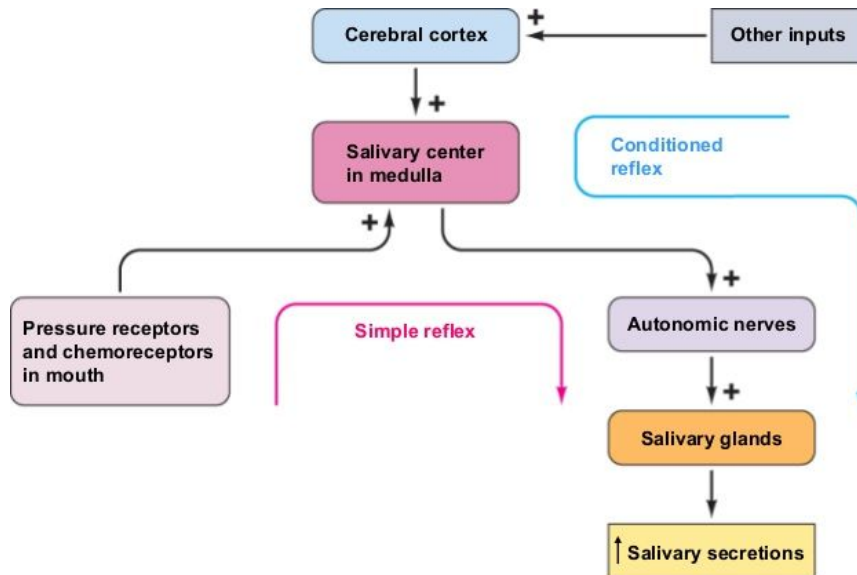 Cerebral cortex
+
Other inputs
+
Salivary center
in medulla
Conditioned
reflex
+
+
Pressure receptors
and chemoreceptors
in mouth
Simple reflex
Autonomic nerves
+
Salivary glands
↑ Salivary secretions